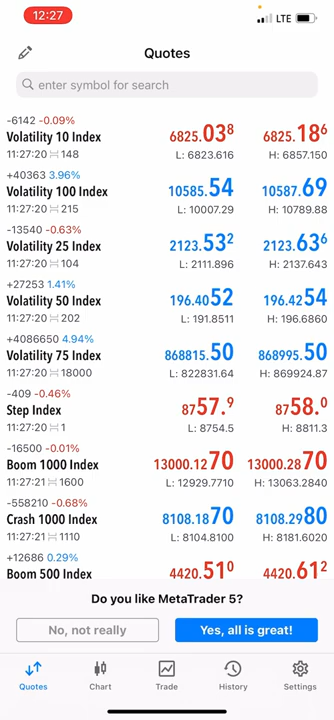 12:27
LTE
Quotes
enter symbol for search
-6142 -0.09%
Volatility 10 Index 6825.038 6825.186
11:27:20 148 L: 6823.616 H: 6857.150
+40363 3.96%
Volatility 100 Index 10585.54 10587.69
11:27:20 215 L: 10007.29 H: 10789.88
-13540 -0.63%
Volatility 25 Index 2123.532 2123.636
11:27:20 104 L: 2111.896 H: 2137.643
+27253 1.41%
Volatility 50 Index 196.4052 196.4254
11:27:20 202 L: 191.8511 H: 196.6860
+4086650 4.94%
Volatility 75 Index 868815.50 868995.50
11:27:20 18000 L: 822831.64 H: 869924.87
-409 -0.46%
Step Index 8757.9 8758.0
11:27:20 1 L: 8754.5 H: 8811.3
-16500 -0.01%
Boom 1000 Index 13000.1270 13000.2870
11:27:21 1600 L: 12929.7710 H: 13063.2840
-558210 -0.68%
Crash 1000 Index 8108.1870 8108.2980
11:27:21 1110 L: 8104.8100 H: 8181.6020
+12686 0.29%
Boom 500 Index 4420.510 4420.612
Do you like MetaTrader 5?
No, not really Yes, all is great!
Quotes Chart Trade History Settings